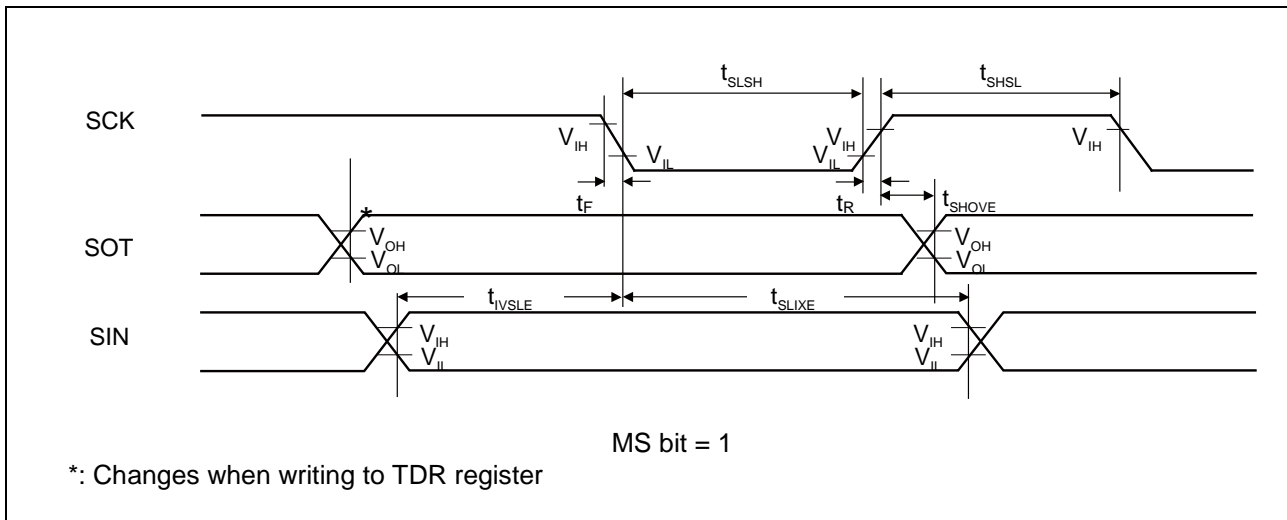 tSLSH tSHSL
SCK
VIH VIL VIH VIL VIH
tF tR tSHOVE
*
SOT
VOH VOH
VOL VOL
tIVSLE tSLIXE
SIN
VIH VIH
VIL VIL
MS bit = 1
*: Changes when writing to TDR register